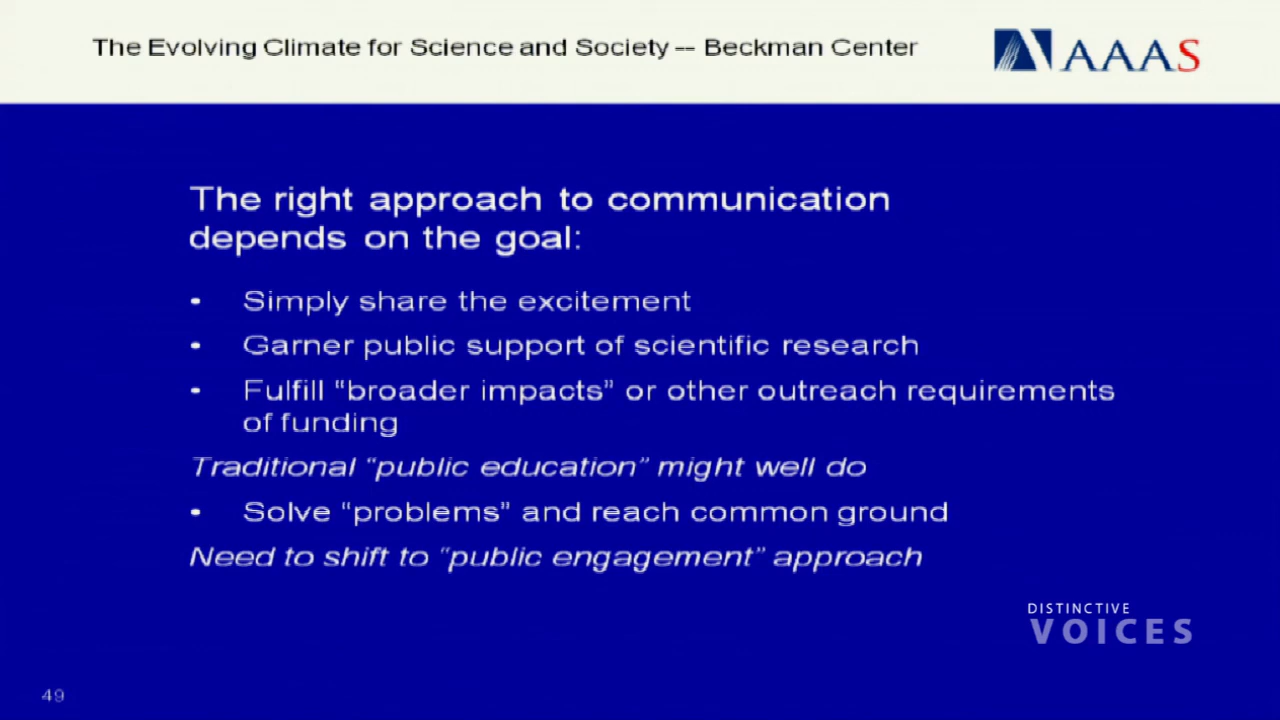 The Evolving Climate for Science and Society -- Beckman Center
AAAS
The right approach to communication
depends on the goal:
• Simply share the excitement
• Garner public support of scientific research
• Fulfill “broader impacts” or other outreach requirements
of funding
Traditional “public education” might well do
• Solve “problems” and reach common ground
Need to shift to “public engagement” approach
DISTINCTIVE
VOICES
49